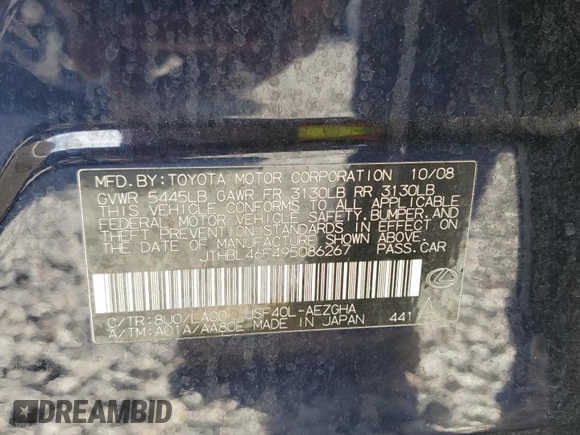 MFD.BY:TOYOTA MOTOR CORPORATION 10/08
GVWR 5445LB GAWR FR 3130LB RR 3130LB
THIS VEHICLE CONFORMS TO ALL APPLICABLE
FEDERAL MOTOR VEHICLE SAFETY,BUMPER,AND
THEFT PREVENTION STANDARDS IN EFFECT ON
THE DATE OF MANUFACTURE SHOWN ABOVE.
JTHBL46F495086267 PASS.CAR
C/TR:8U0/LA00 USF40L-AEZGHA
A/TM:A01A/AA80E MADE IN JAPAN 441
A
DREAMBID